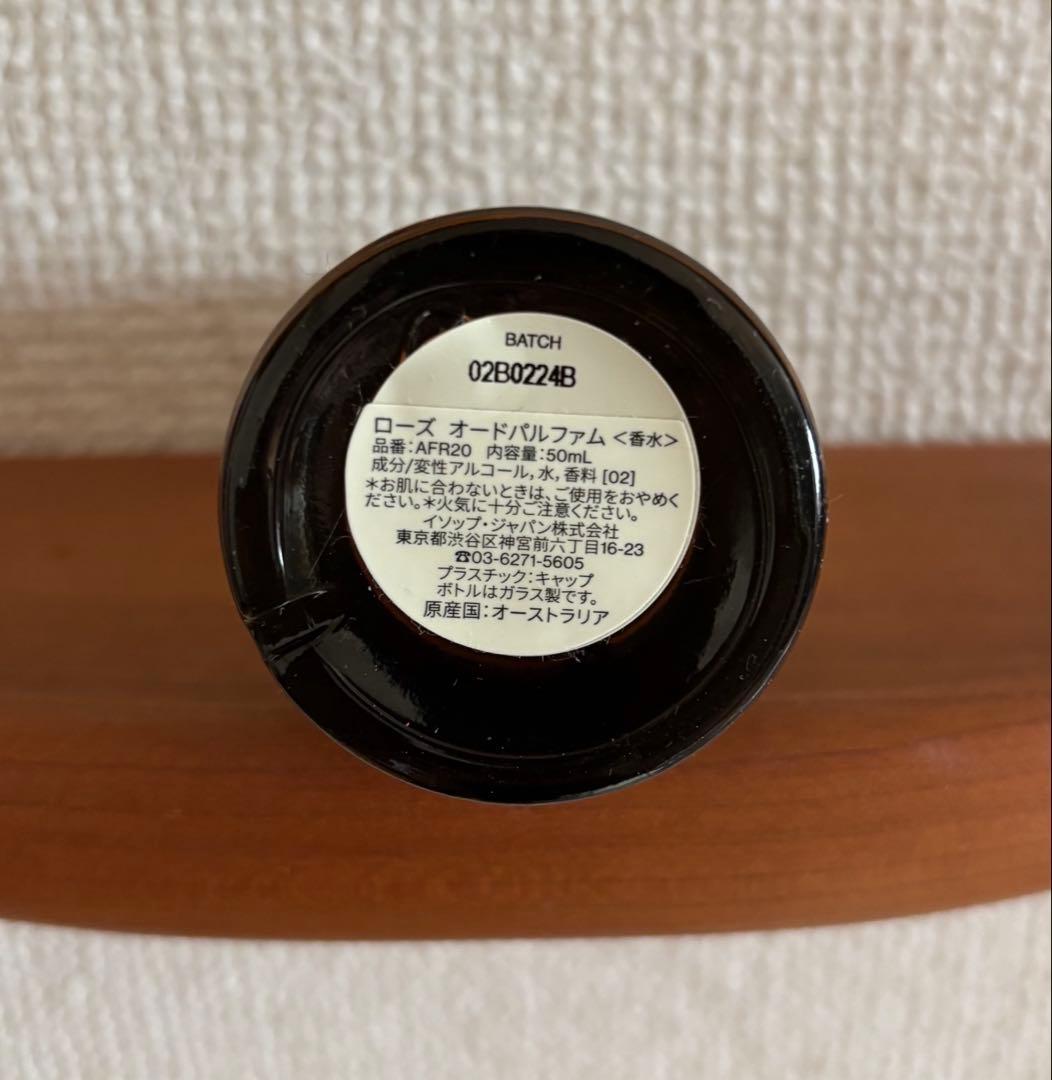 BATCH
02B0224B
ローズ オードパルファム <香水>
品番:AFR20 内容量:50mL
成分/変性アルコール, 水, 香料 [02]
*お肌に合わないときは、ご使用をおやめく
ださい。*火気に十分ご注意ください。
イソップ・ジャパン株式会社
東京都渋谷区神宮前六丁目16-23
☎03-6271-5605
プラスチック:キャップ
ボトルはガラス製です。
原産国:オーストラリア